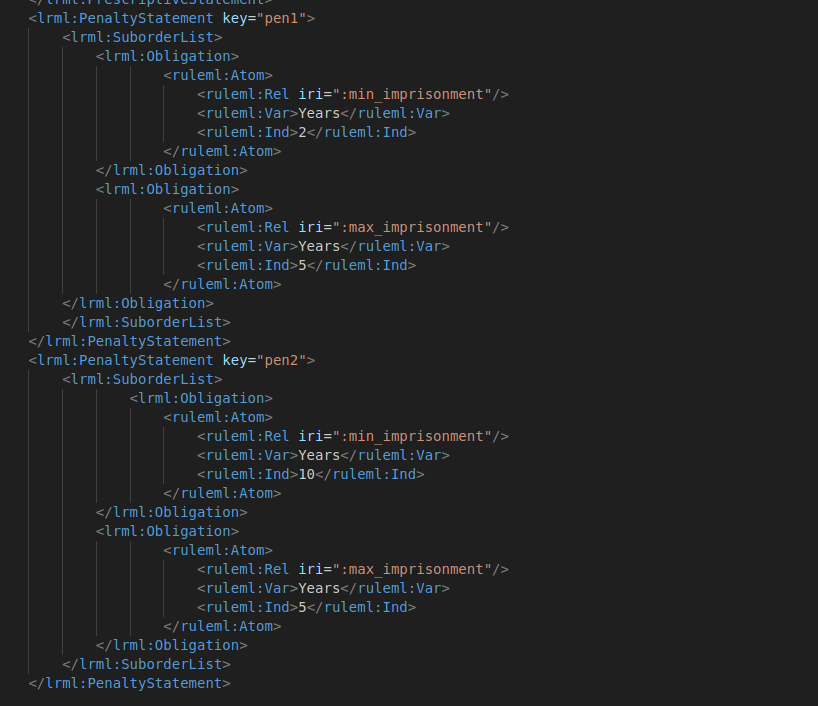 </lrml:PrescriptiveStatement>
<lrml:PenaltyStatement key="pen1">
<lrml:SuborderList>
<lrml:Obligation>
<ruleml:Atom>
<ruleml:Rel iri=":min_imprisonment"/>
<ruleml:Var>Years</ruleml:Var>
<ruleml:Ind>2</ruleml:Ind>
</ruleml:Atom>
</lrml:Obligation>
<lrml:Obligation>
<ruleml:Atom>
<ruleml:Rel iri=":max_imprisonment"/>
<ruleml:Var>Years</ruleml:Var>
<ruleml:Ind>5</ruleml:Ind>
</ruleml:Atom>
</lrml:Obligation>
</lrml:SuborderList>
</lrml:PenaltyStatement>
<lrml:PenaltyStatement key="pen2">
<lrml:SuborderList>
<lrml:Obligation>
<ruleml:Atom>
<ruleml:Rel iri=":min_imprisonment"/>
<ruleml:Var>Years</ruleml:Var>
<ruleml:Ind>10</ruleml:Ind>
</ruleml:Atom>
</lrml:Obligation>
<lrml:Obligation>
<ruleml:Atom>
<ruleml:Rel iri=":max_imprisonment"/>
<ruleml:Var>Years</ruleml:Var>
<ruleml:Ind>5</ruleml:Ind>
</ruleml:Atom>
</lrml:Obligation>
</lrml:SuborderList>
</lrml:PenaltyStatement>